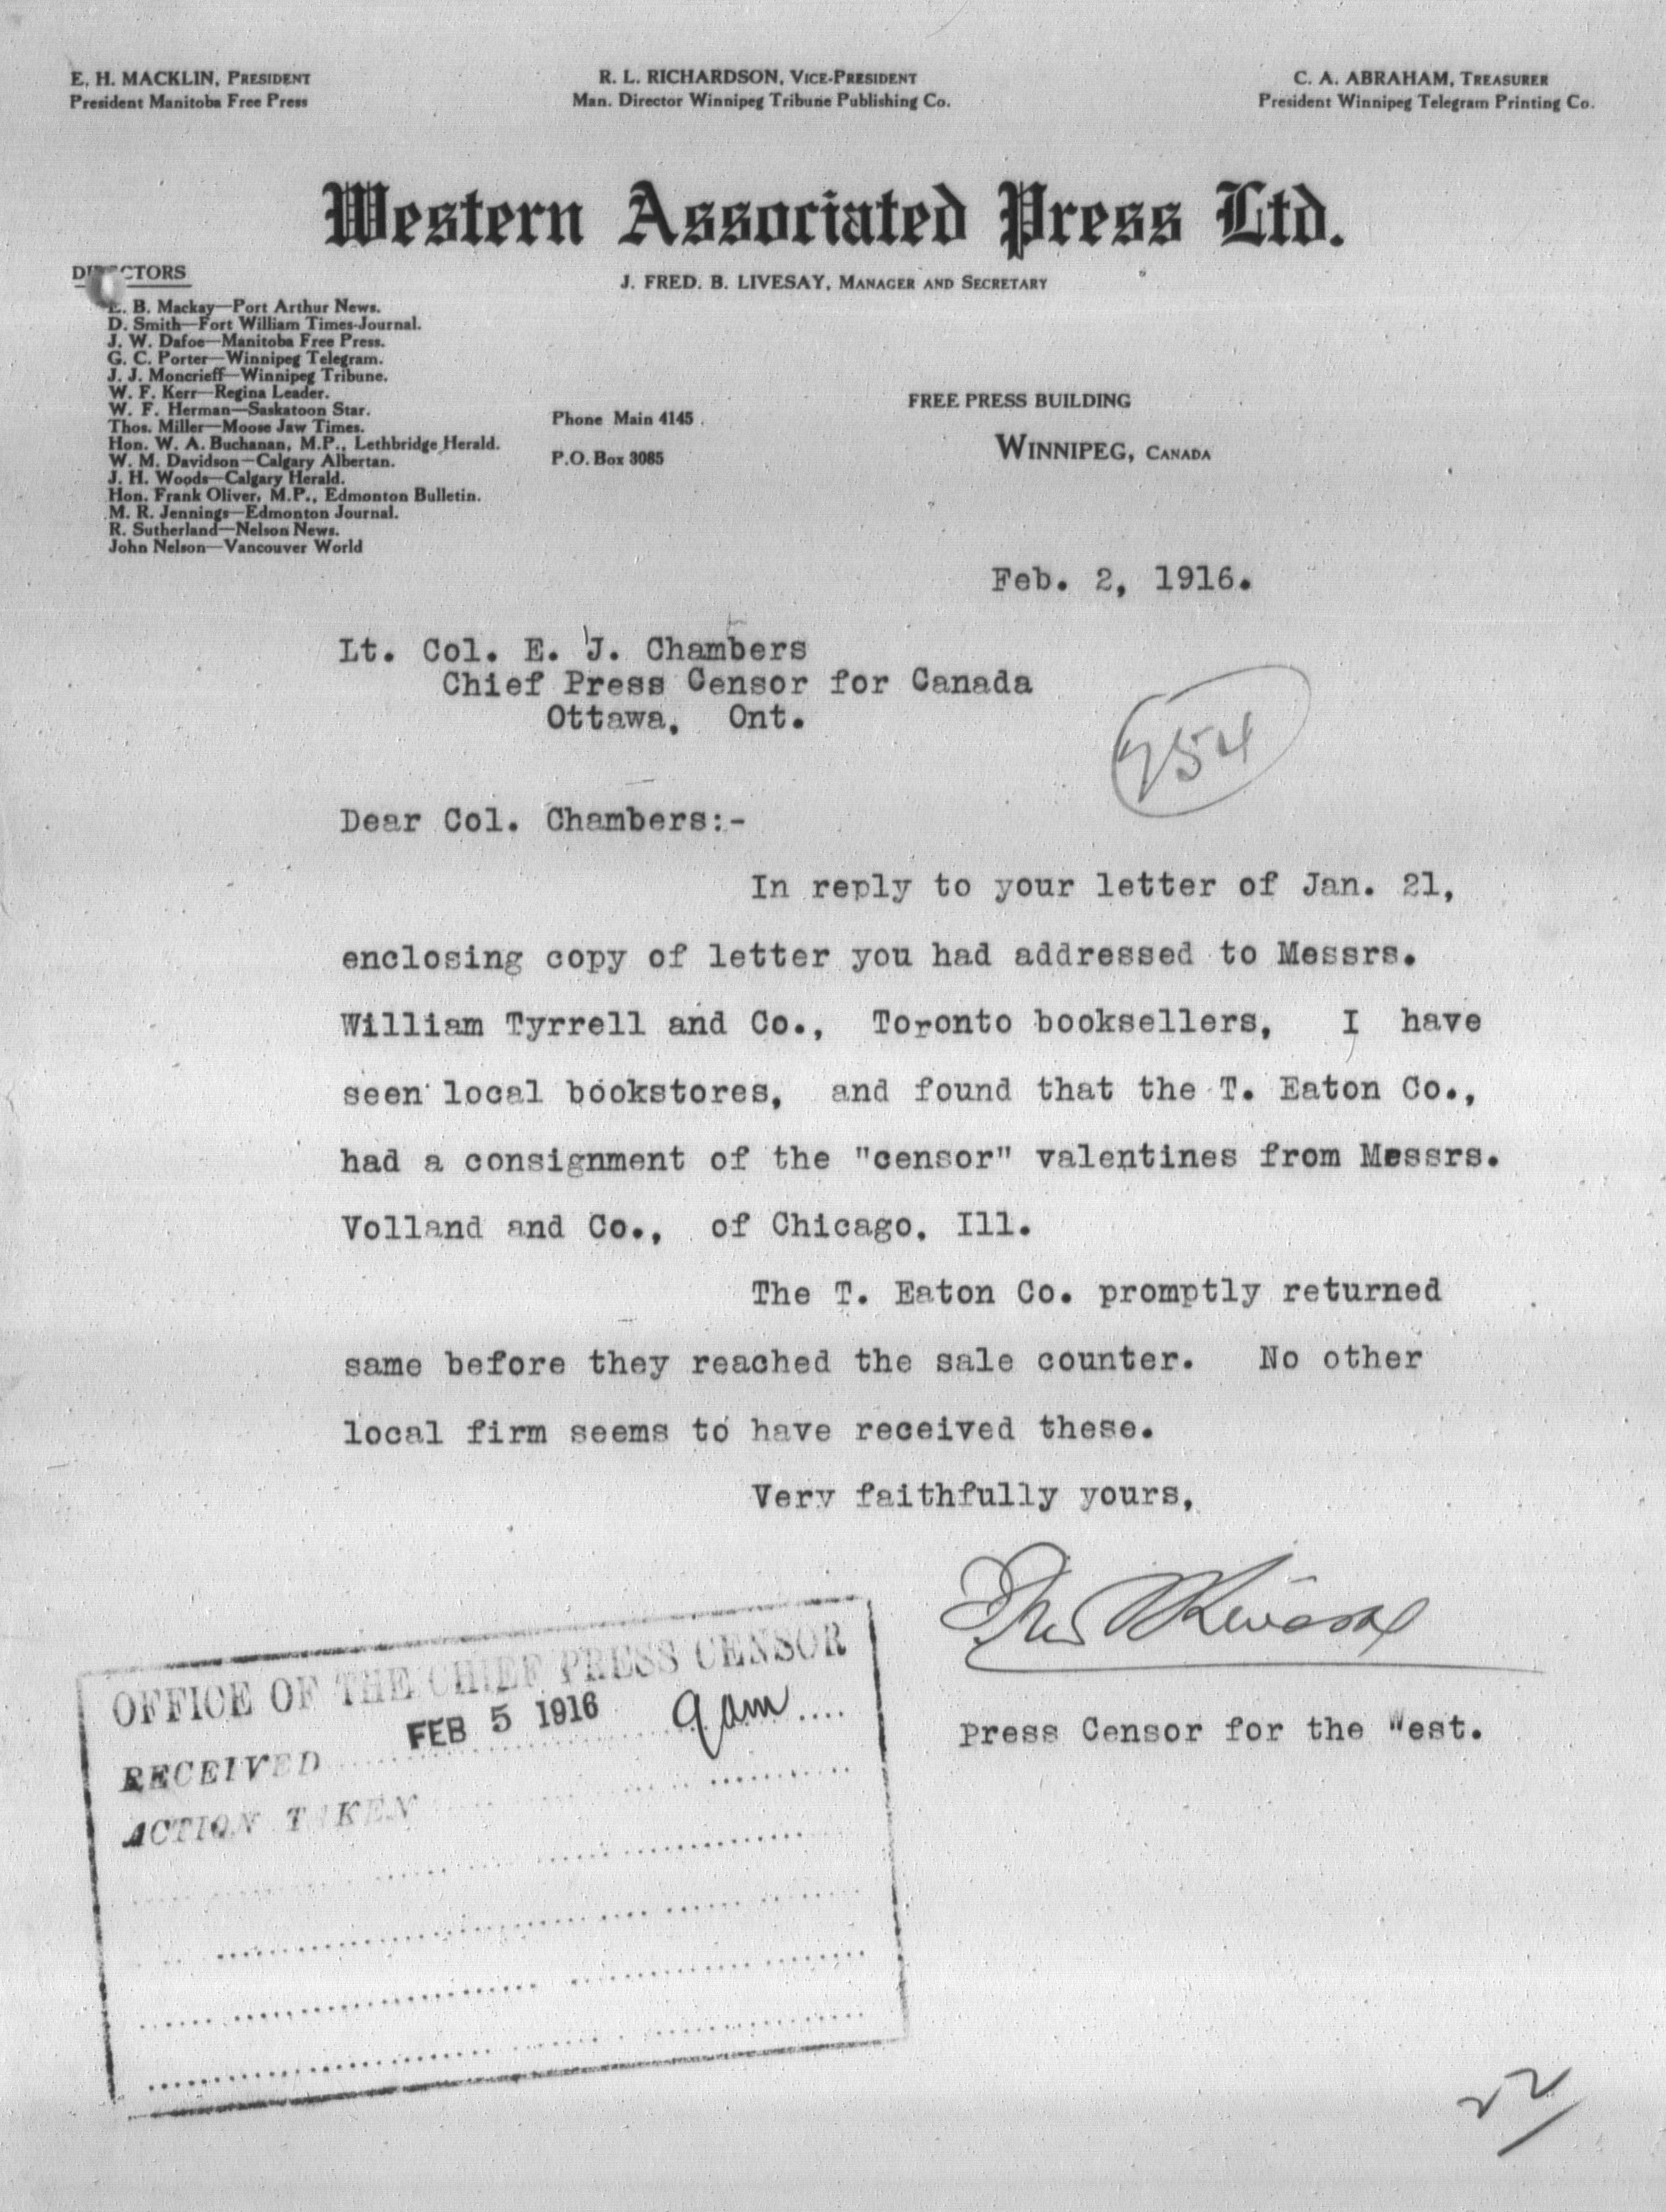 E. H. MACKLIN, PRESIDENT
President Manitoba Free Press
R. L. RICHARDSON, VICE-PRESIDENT
Man. Director Winnipeg Tribune Publishing Co.
C. A. ABRAHAM, TREASURER
President Winnipeg Telegram Printing Co.
Western Associated Press Ltd.
J. FRED. B. LIVESAY, MANAGER AND SECRETARY
DIRECTORS
E. B. Mackay—Port Arthur News.
D. Smith—Fort William Times-Journal.
J. W. Dafoe—Manitoba Free Press.
G. C. Porter—Winnipeg Telegram.
J. J. Moncrieff—Winnipeg Tribune.
W. F. Kerr—Regina Leader.
W. F. Herman—Saskatoon Star.
Thos. Miller—Moose Jaw Times.
Hon. W. A. Buchanan, M.P., Lethbridge Herald.
W. M. Davidson—Calgary Albertan.
J. H. Woods—Calgary Herald.
Hon. Frank Oliver, M.P., Edmonton Bulletin.
M. R. Jennings—Edmonton Journal.
R. Sutherland—Nelson News.
John Nelson—Vancouver World
Phone Main 4145
P.O. Box 3085
FREE PRESS BUILDING
WINNIPEG, CANADA
Feb. 2, 1916.
Lt. Col. E. J. Chambers
Chief Press Censor for Canada
Ottawa, Ont.
254
Dear Col. Chambers:-
In reply to your letter of Jan. 21,
enclosing copy of letter you had addressed to Messrs.
William Tyrrell and Co., Toronto booksellers, I have
seen local bookstores, and found that the T. Eaton Co.,
had a consignment of the "censor" valentines from Messrs.
Volland and Co., of Chicago, Ill.
The T. Eaton Co. promptly returned
same before they reached the sale counter. No other
local firm seems to have received these.
Very faithfully yours,
Press Censor for the West.
OFFICE OF THE CHIEF PRESS CENSOR
RECEIVED FEB 5 1916 9 am
ACTION TAKEN
22